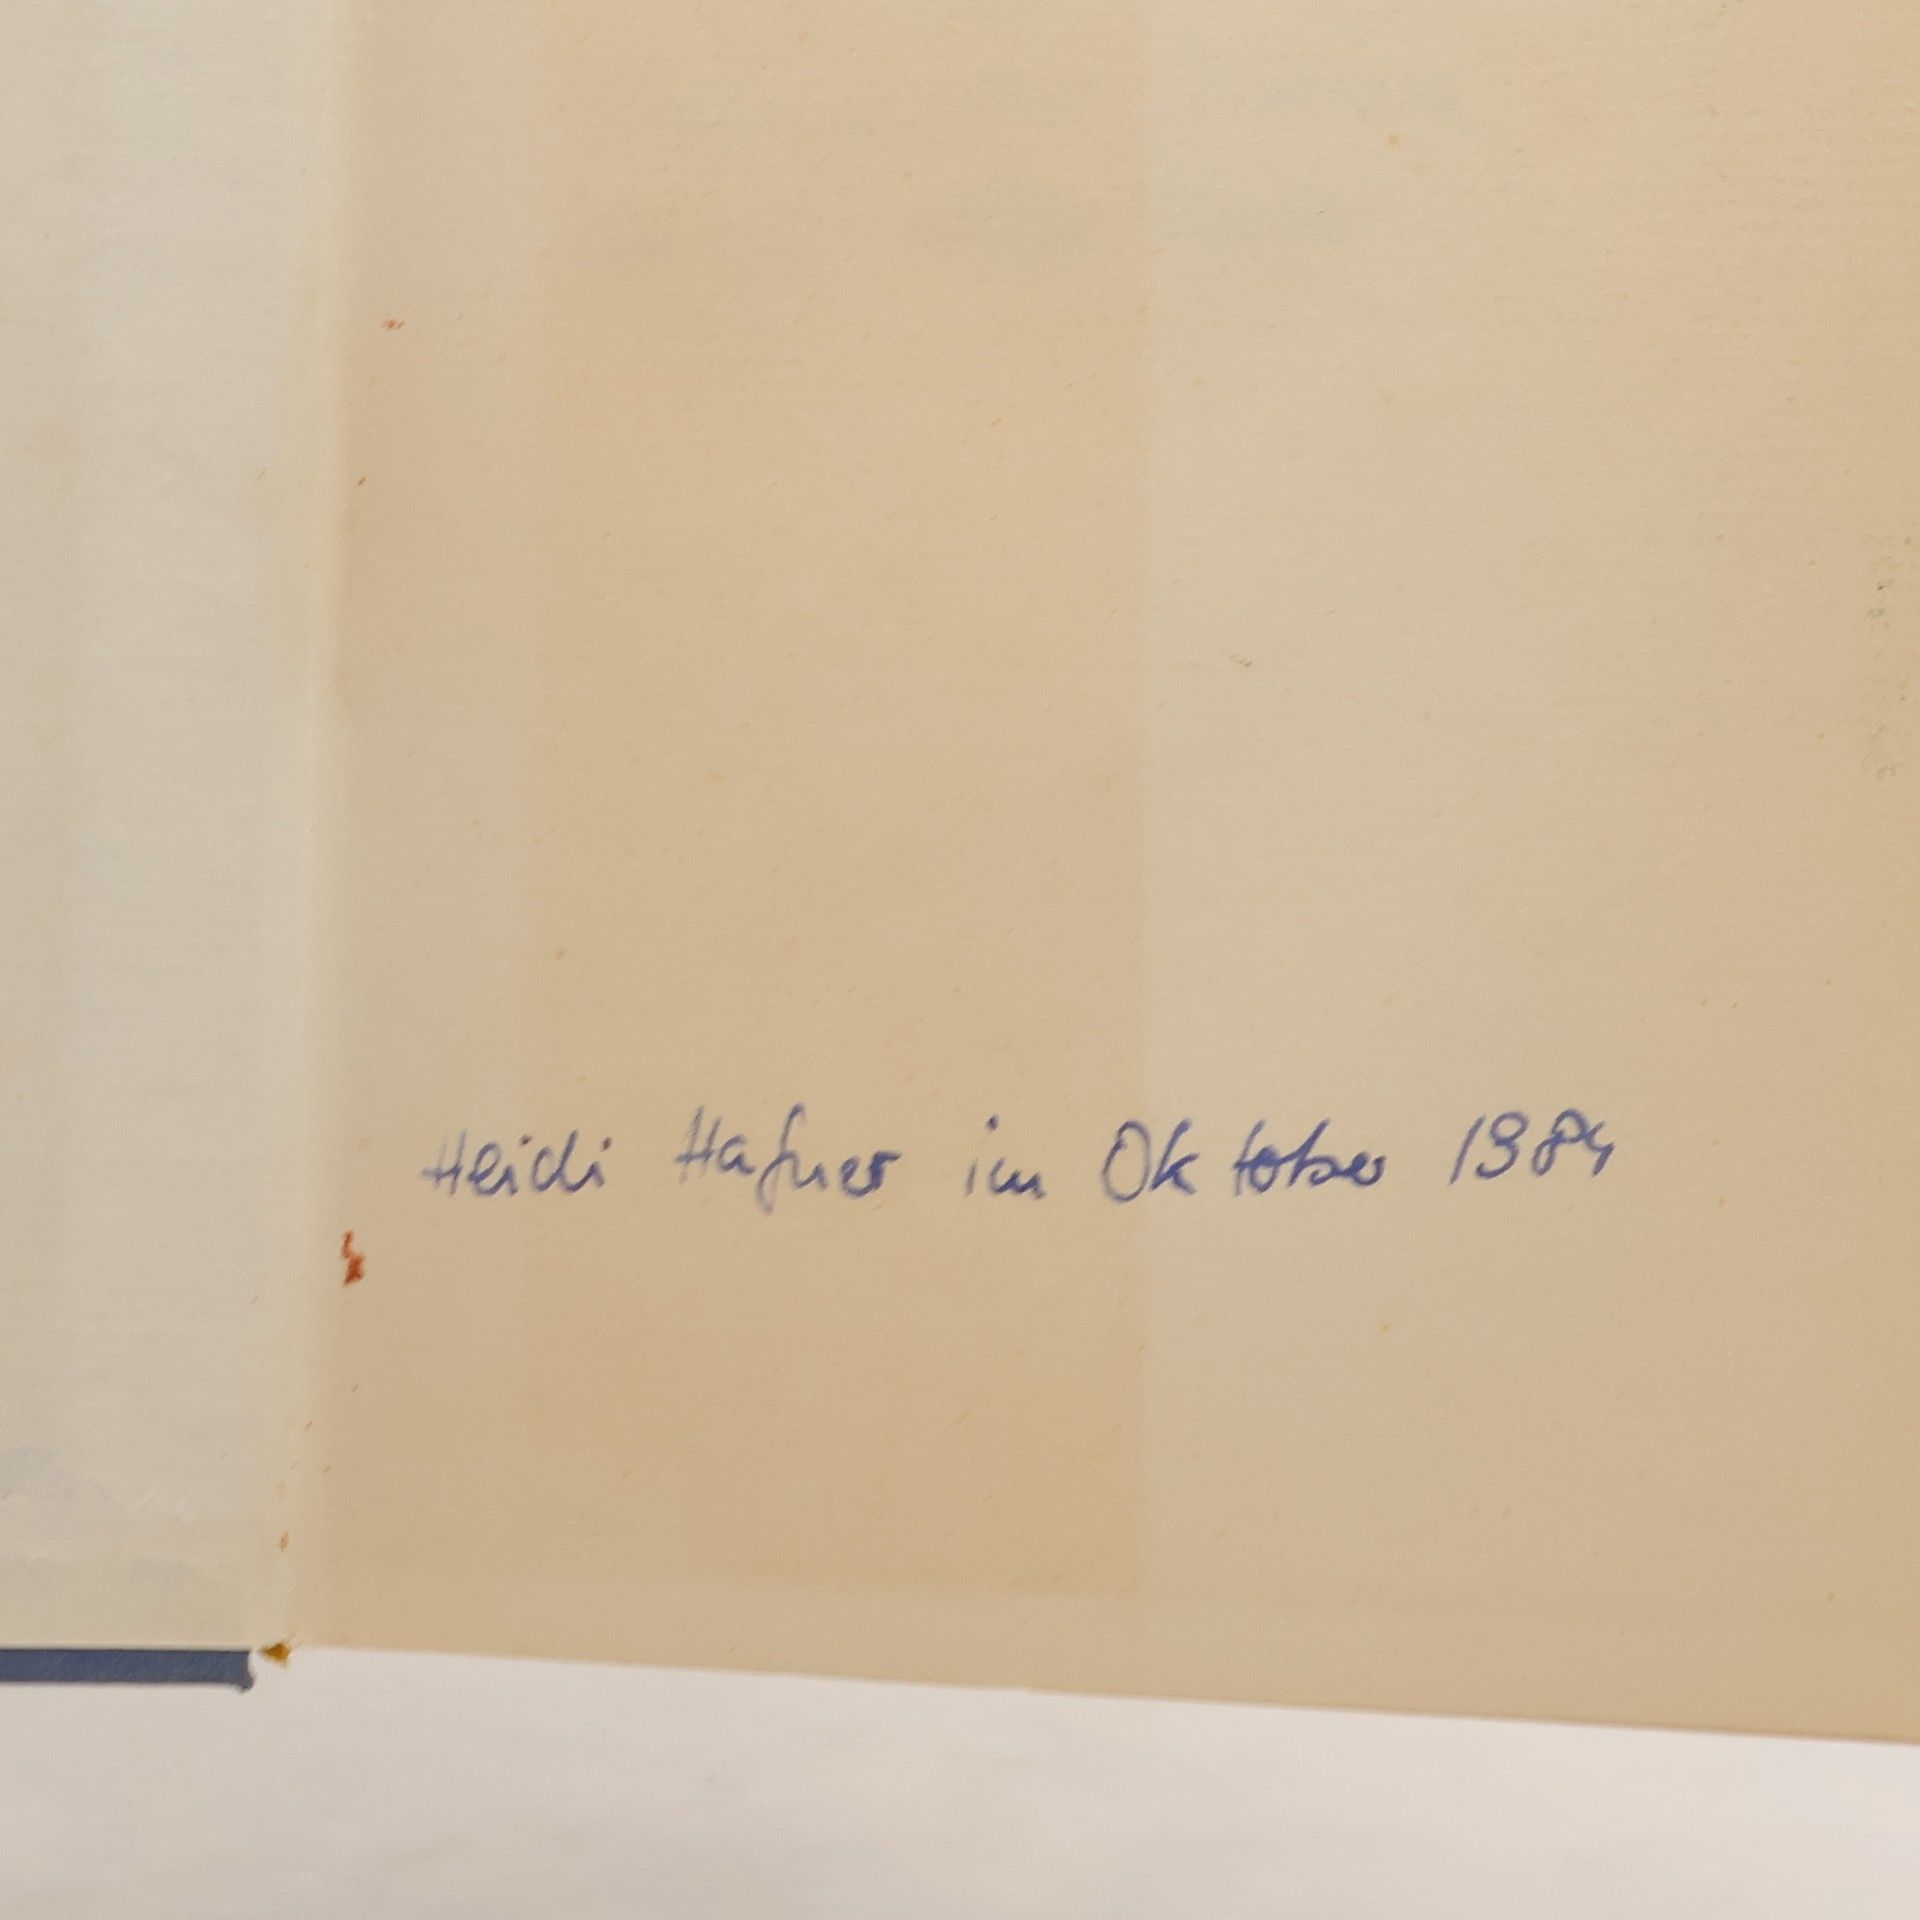 Heidi Hafner im Oktober 1984